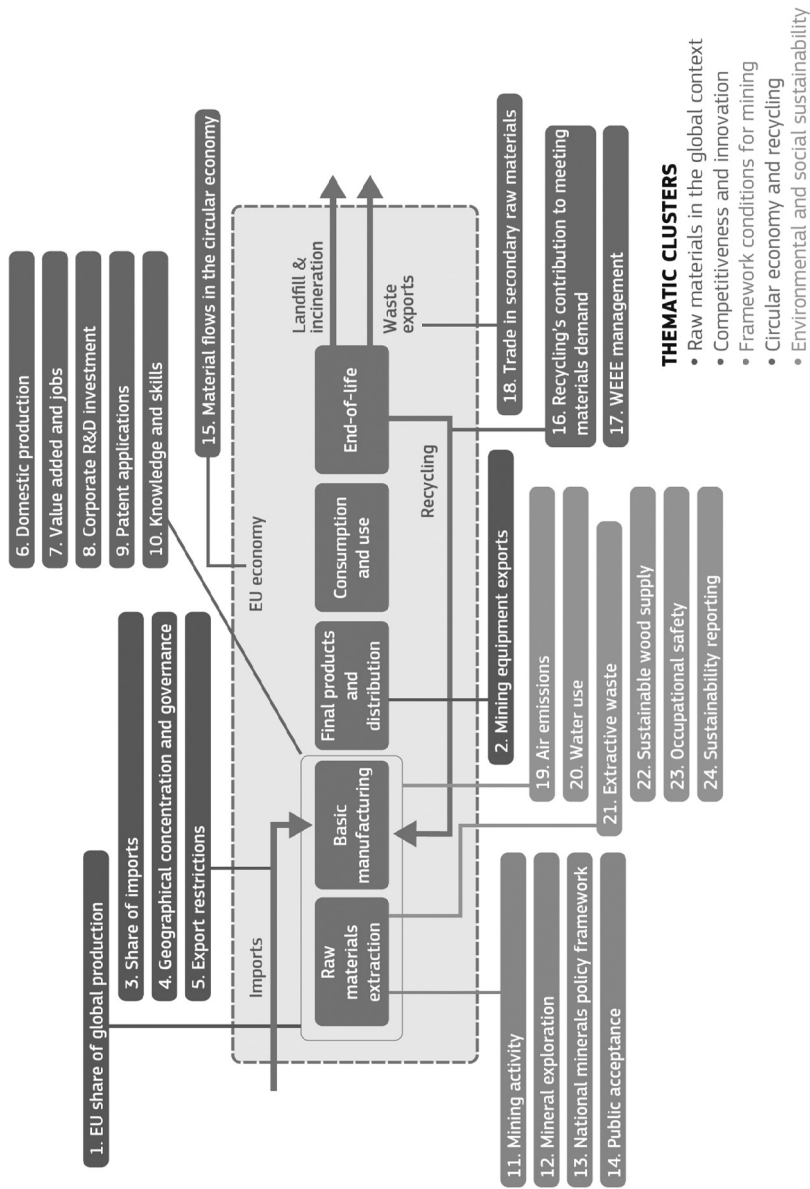 1. EU share of global production
3. Share of imports
4. Geographical concentration and governance
5. Export restrictions
6. Domestic production
7. Value added and jobs
8. Corporate R&D investment
9. Patent applications
10. Knowledge and skills
15. Material flows in the circular economy
Imports
EU economy
Raw
materials
extraction
Basic
manufacturing
Final products
and
distribution
Consumption
and use
End-of-life
Landfill &
incineration
Waste
exports
Recycling
11. Mining activity
12. Mineral exploration
13. National minerals policy framework
14. Public acceptance
2. Mining equipment exports
19. Air emissions
20. Water use
21. Extractive waste
22. Sustainable wood supply
23. Occupational safety
24. Sustainability reporting
18. Trade in secondary raw materials
16. Recycling's contribution to meeting
materials demand
17. WEEE management
THEMATIC CLUSTERS
• Raw materials in the global context
• Competitiveness and innovation
• Framework conditions for mining
• Circular economy and recycling
• Environmental and social sustainability